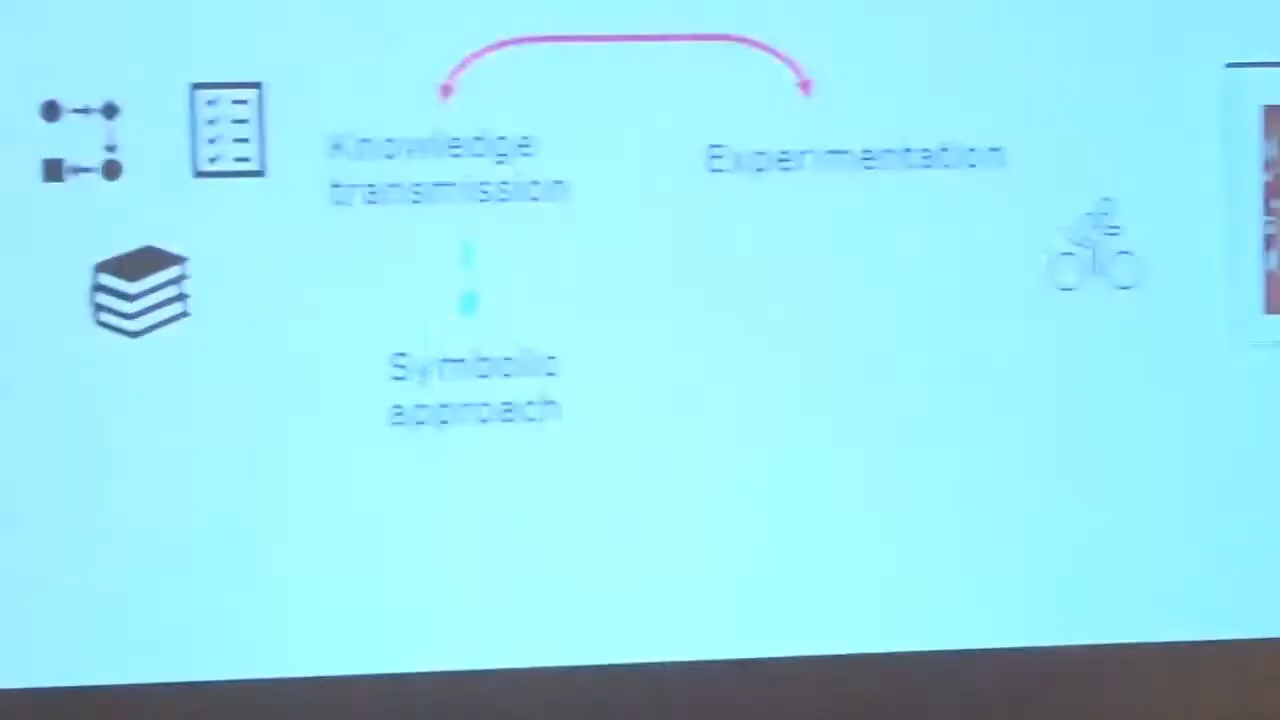 Knowledge
transmission
Experimentation
Symbolic
approach